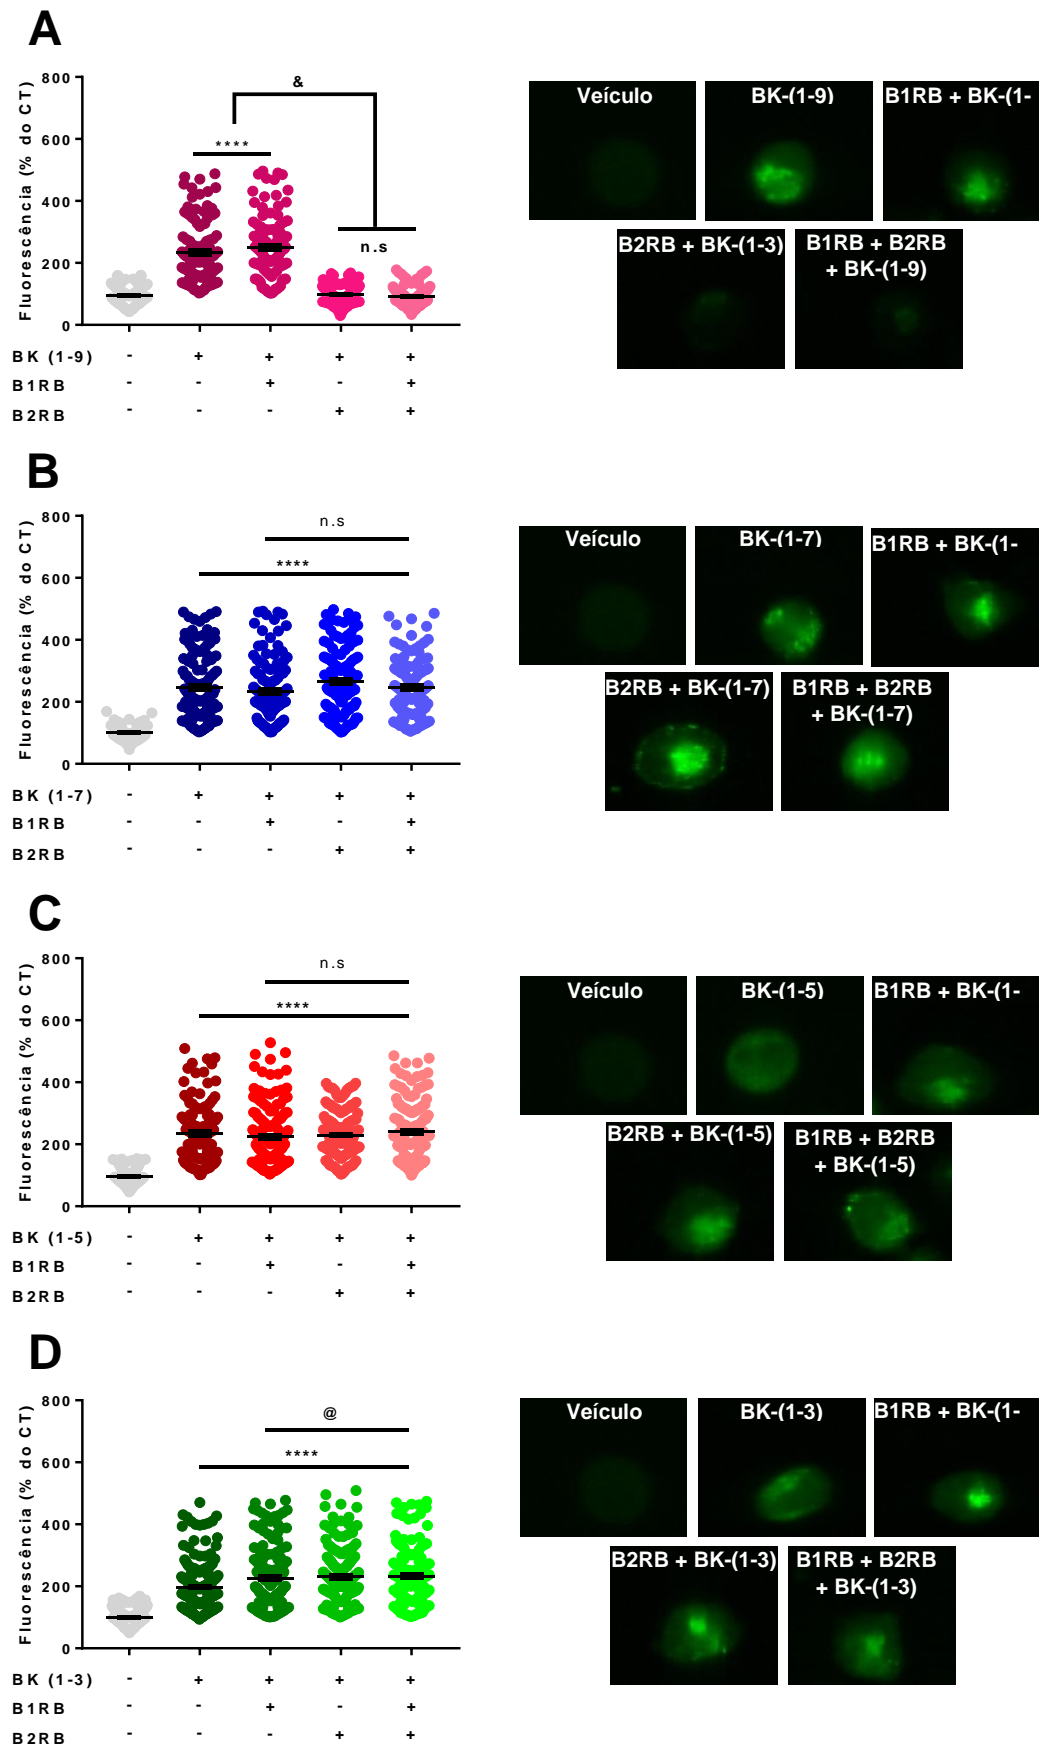 A
Fluorescência (% do CT)
800
600
400
200
0
&
****
n.s
BK (1-9) - + + + +
B1RB - - + - +
B2RB - - - + +
Veículo
BK-(1-9)
B1RB + BK-(1-
B2RB + BK-(1-3)
B1RB + B2RB
+ BK-(1-9)
B
Fluorescência (% do CT)
800
600
400
200
0
n.s
****
BK (1-7) - + + + +
B1RB - - + - +
B2RB - - - + +
Veículo
BK-(1-7)
B1RB + BK-(1-
B2RB + BK-(1-7)
B1RB + B2RB
+ BK-(1-7)
C
Fluorescência (% do CT)
800
600
400
200
0
n.s
****
BK (1-5) - + + + +
B1RB - - + - +
B2RB - - - + +
Veículo
BK-(1-5)
B1RB + BK-(1-
B2RB + BK-(1-5)
B1RB + B2RB
+ BK-(1-5)
D
Fluorescência (% do CT)
800
600
400
200
0
@
****
BK (1-3) - + + + +
B1RB - - + - +
B2RB - - - + +
Veículo
BK-(1-3)
B1RB + BK-(1-
B2RB + BK-(1-3)
B1RB + B2RB
+ BK-(1-3)